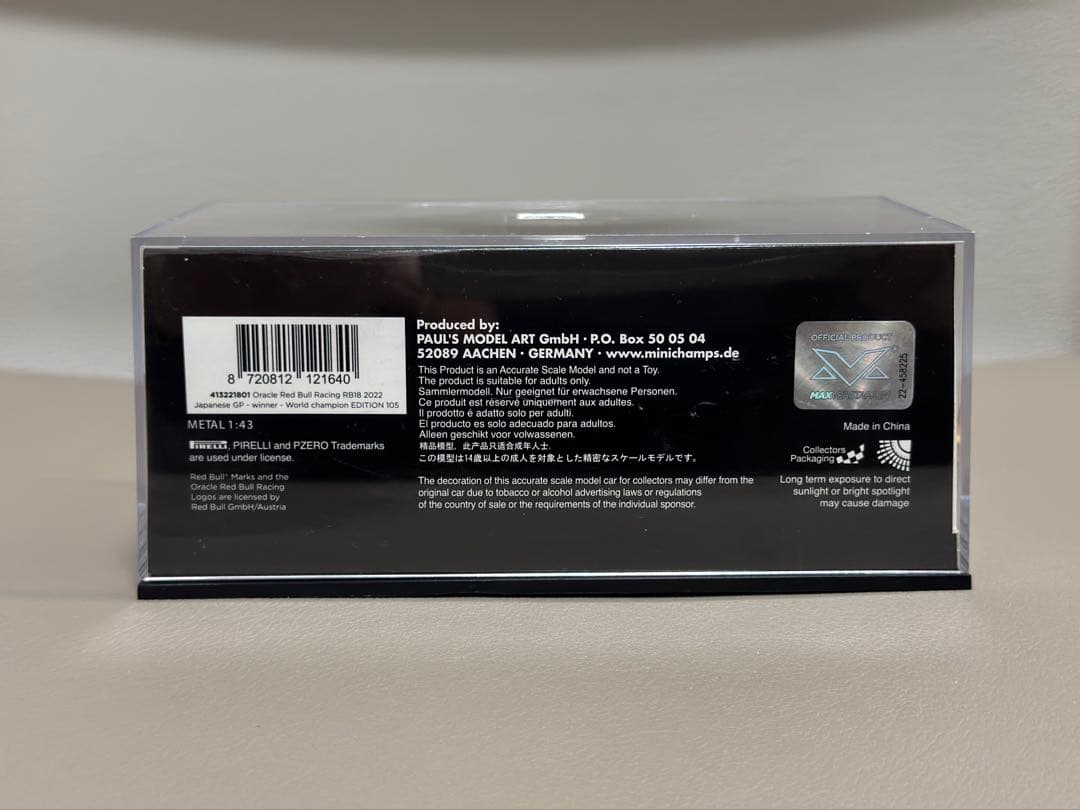 8 720812 121640
413221801 Oracle Red Bull Racing RB18 2022
Japanese GP - winner - World champion EDITION 105
METAL 1:43
PIRELLI, PIRELLI and PZERO Trademarks
are used under license.
Red Bull™ Marks and the
Oracle Red Bull Racing
Logos are licensed by
Red Bull GmbH/Austria
Produced by:
PAUL'S MODEL ART GmbH · P.O. Box 50 05 04
52089 AACHEN · GERMANY · www.minichamps.de
This Product is an Accurate Scale Model and not a Toy.
The product is suitable for adults only.
Sammlermodell. Nur geeignet für erwachsene Personen.
Ce produit est réservé uniquement aux adultes.
Il prodotto é adatto solo per adulti.
El producto es solo adecuado para adultos.
Alleen geschikt voor volwassenen.
精品模型，此产品只适合成年人士.
この模型は14歳以上の成人を対象とした精密なスケールモデルです。
The decoration of this accurate scale model car for collectors may differ from the
original car due to tobacco or alcohol advertising laws or regulations
of the country of sale or the requirements of the individual sponsor.
OFFICIAL PRODUCT
MAX VERSTAPPEN
22-458225
Made in China
Collectors
Packaging
Long term exposure to direct
sunlight or bright spotlight
may cause damage